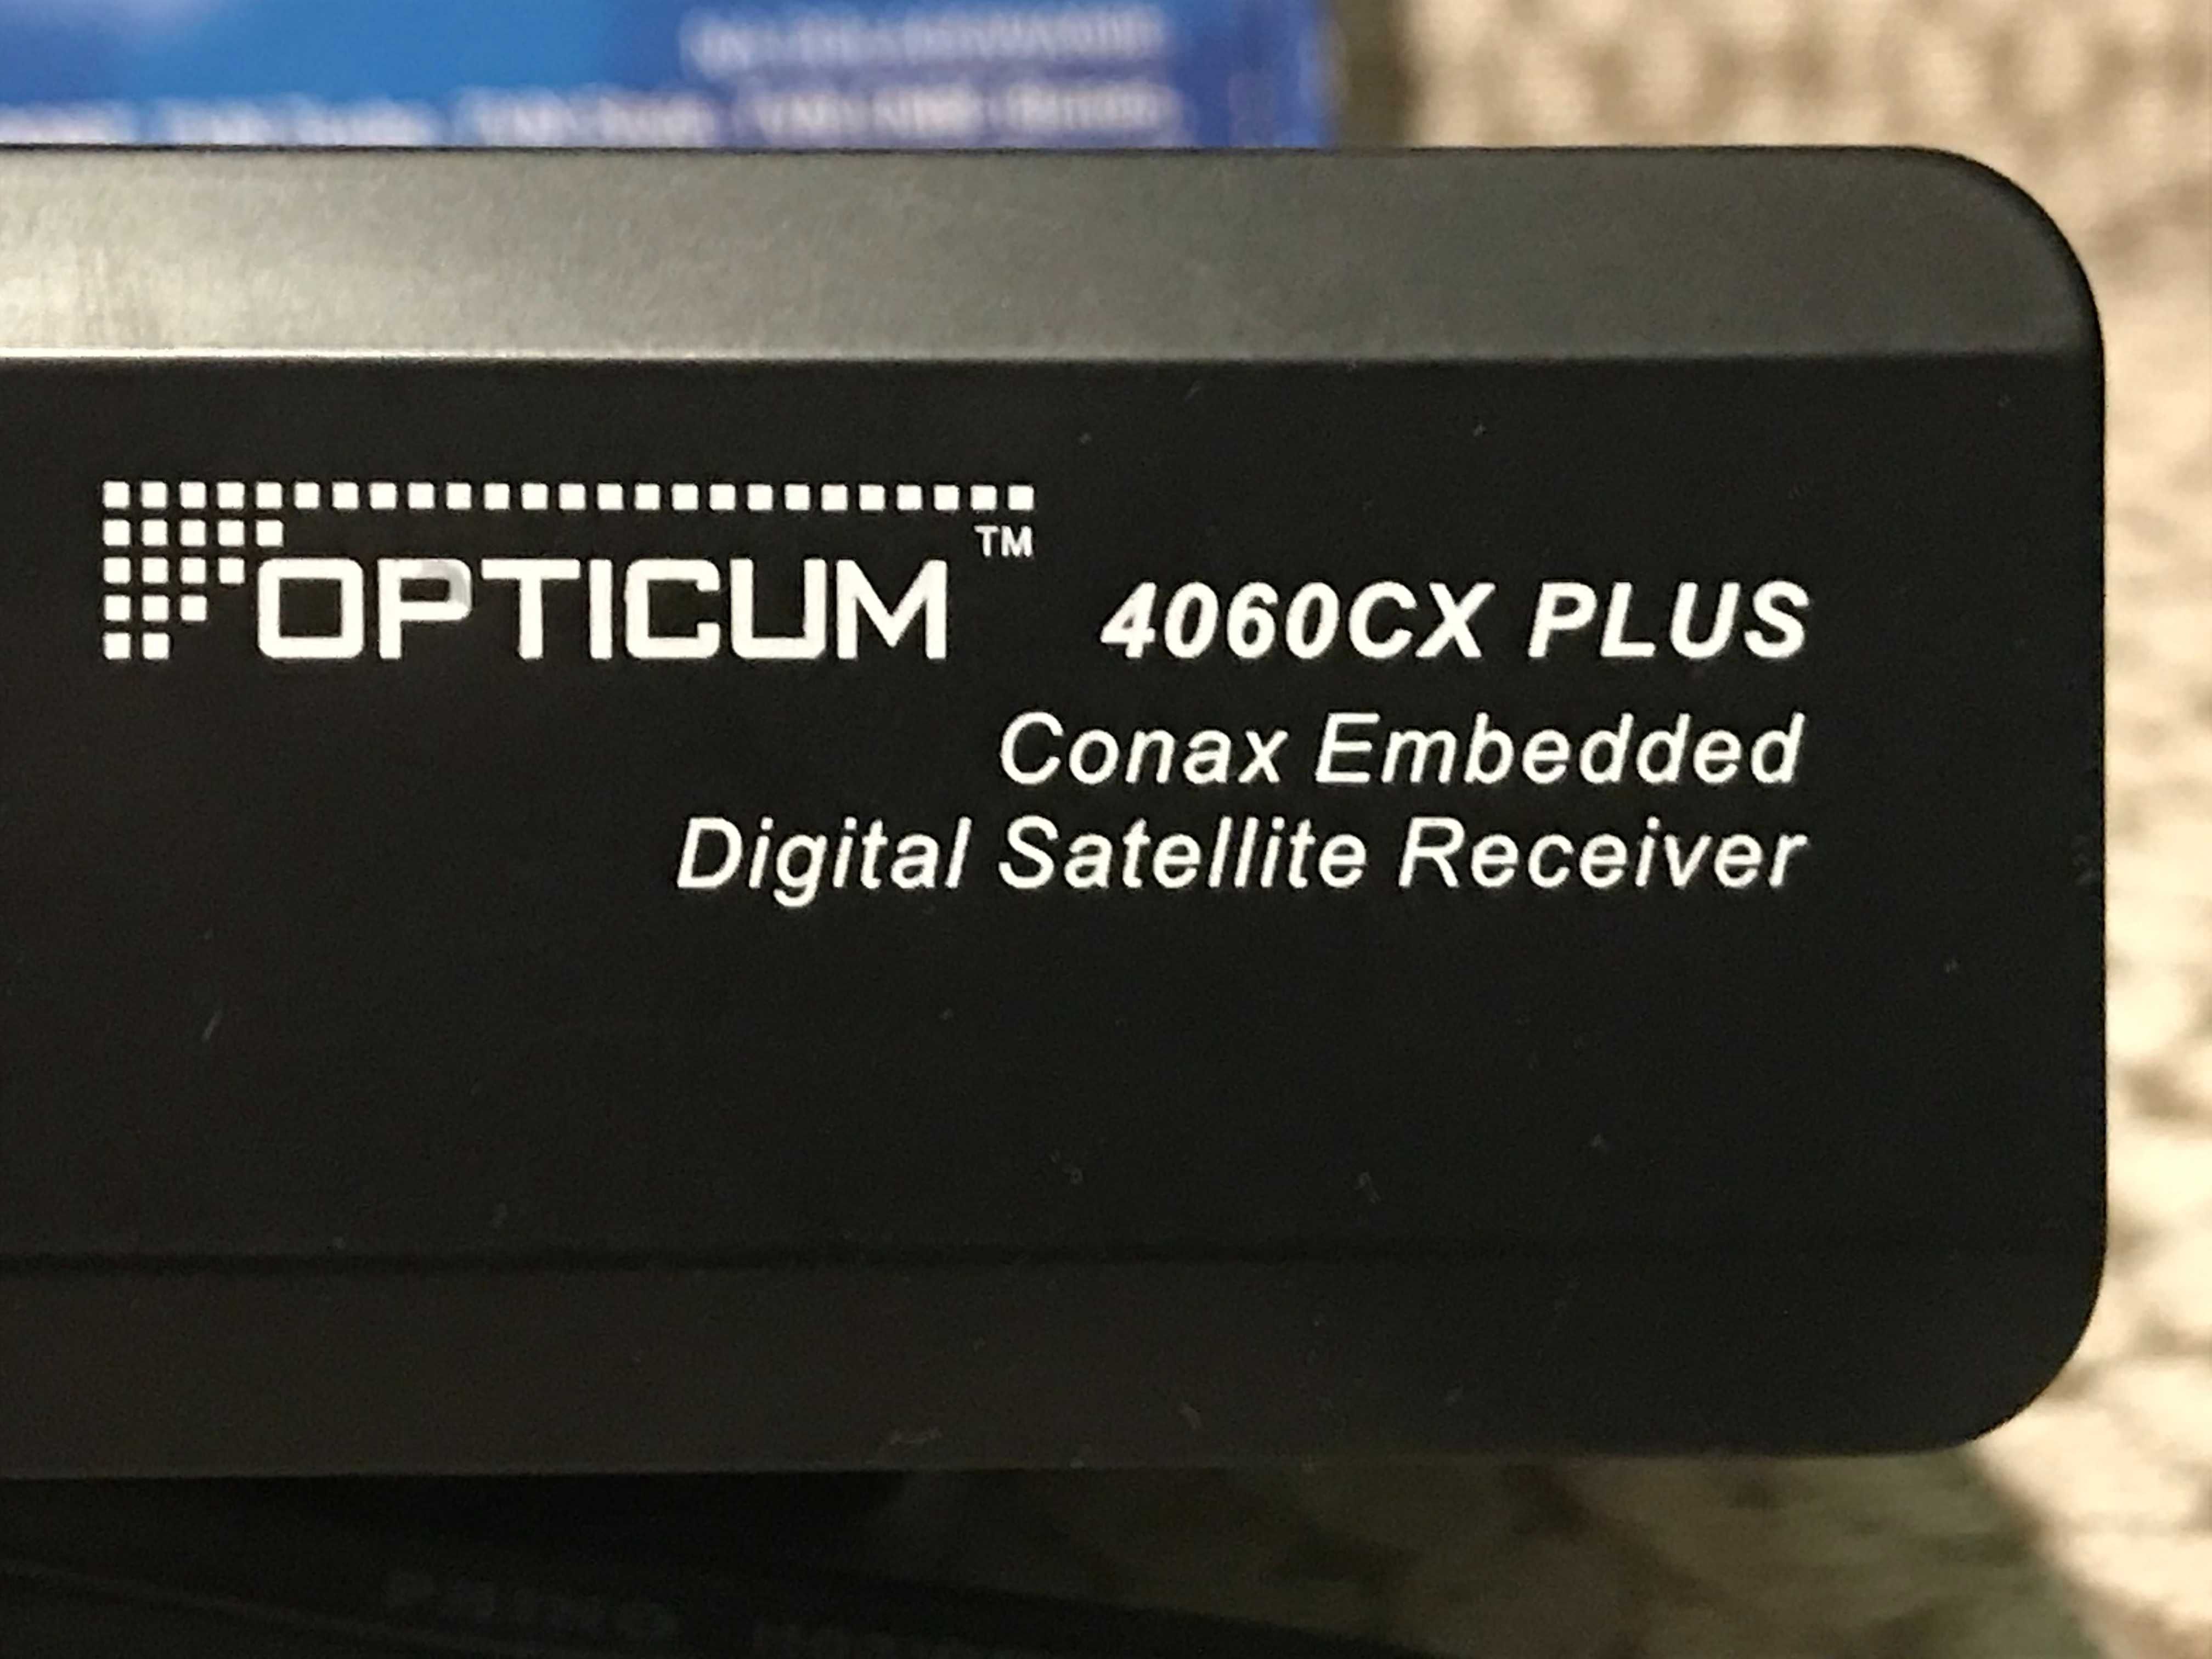 OPTICUM™ 4060CX PLUS
Conax Embedded
Digital Satellite Receiver